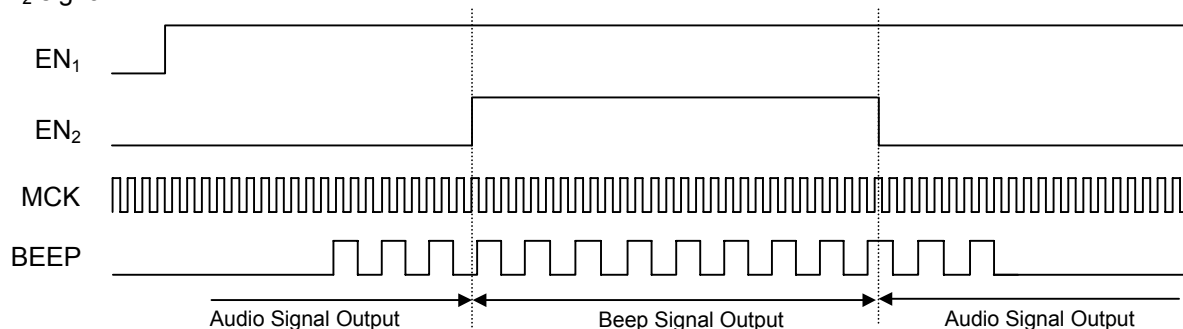 EN1
EN2
MCK
BEEP
Audio Signal Output
Beep Signal Output
Audio Signal Output